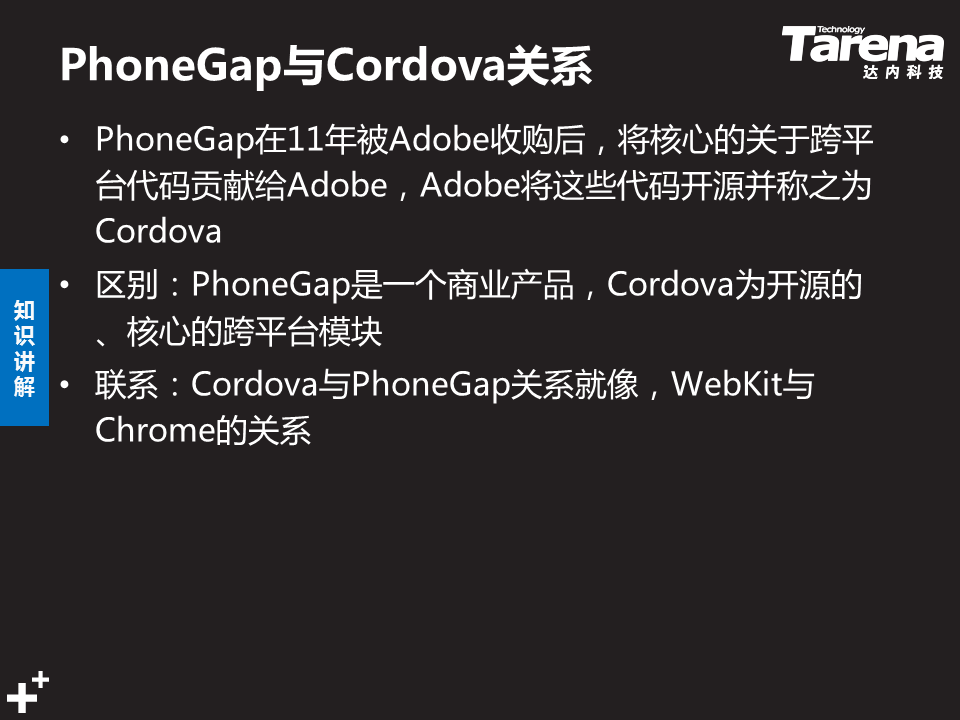 PhoneGap与Cordova关系
Technology
Tarena
达内科技
• PhoneGap在11年被Adobe收购后，将核心的关于跨平
台代码贡献给Adobe，Adobe将这些代码开源并称之为
Cordova
• 区别：PhoneGap是一个商业产品，Cordova为开源的
、核心的跨平台模块
• 联系：Cordova与PhoneGap关系就像，WebKit与
Chrome的关系
知
识
讲
解